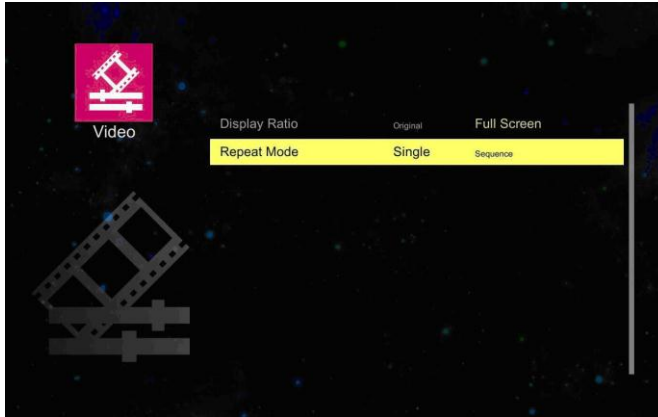 Video
Display Ratio Original Full Screen
Repeat Mode Single Sequence